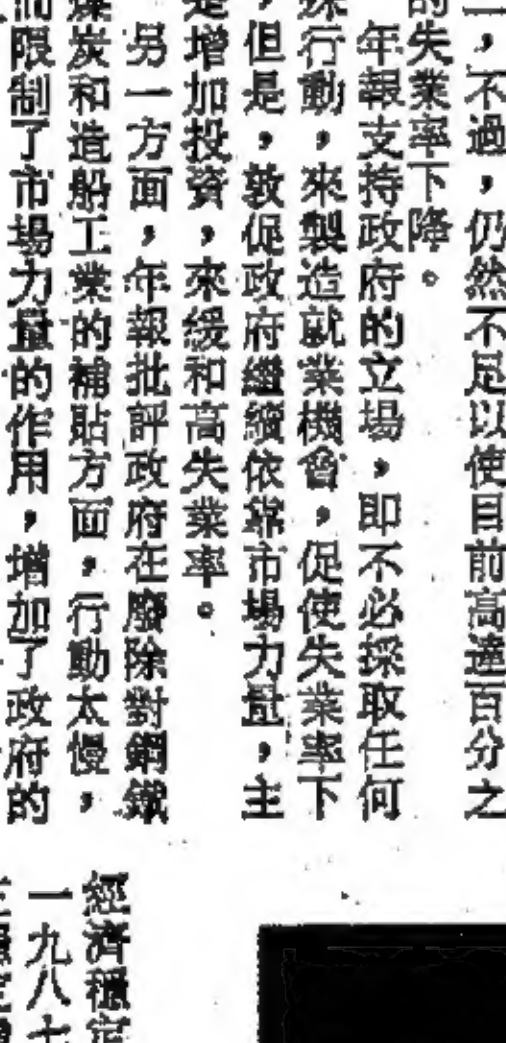 ，不過，仍然不足以使目前高達百分之
的失業率下降。
年報支持政府的立場，即不必採取任何
採行動，來製造就業機會，促使失業率下
，但是，敦促政府繼續依靠市場力量，主
是增加投資，來緩和高失業率。
另一方面，年報批評政府在廢除對鋼鐵
煤炭和造船工業的補貼方面，行動太慢，
而限制了市場力量的作用，增加了政府的
經濟穩定
一九八七